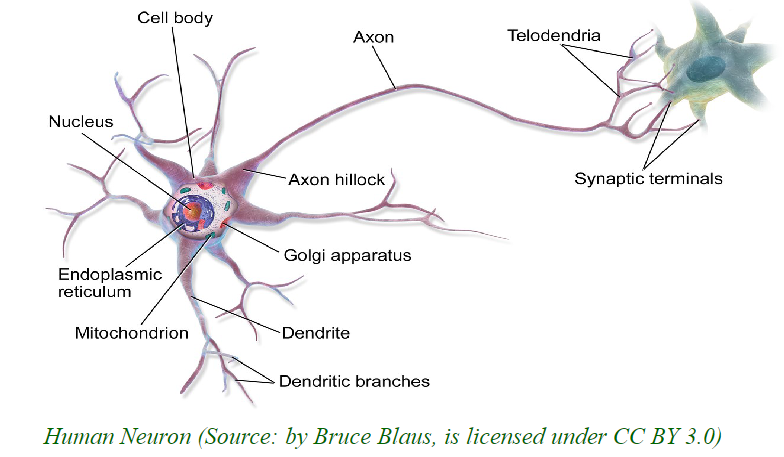 Cell body
Axon
Telodendria
Nucleus
Axon hillock
Synaptic terminals
Golgi apparatus
Endoplasmic
reticulum
Mitochondrion
Dendrite
Dendritic branches
Human Neuron (Source: by Bruce Blaus, is licensed under CC BY 3.0)